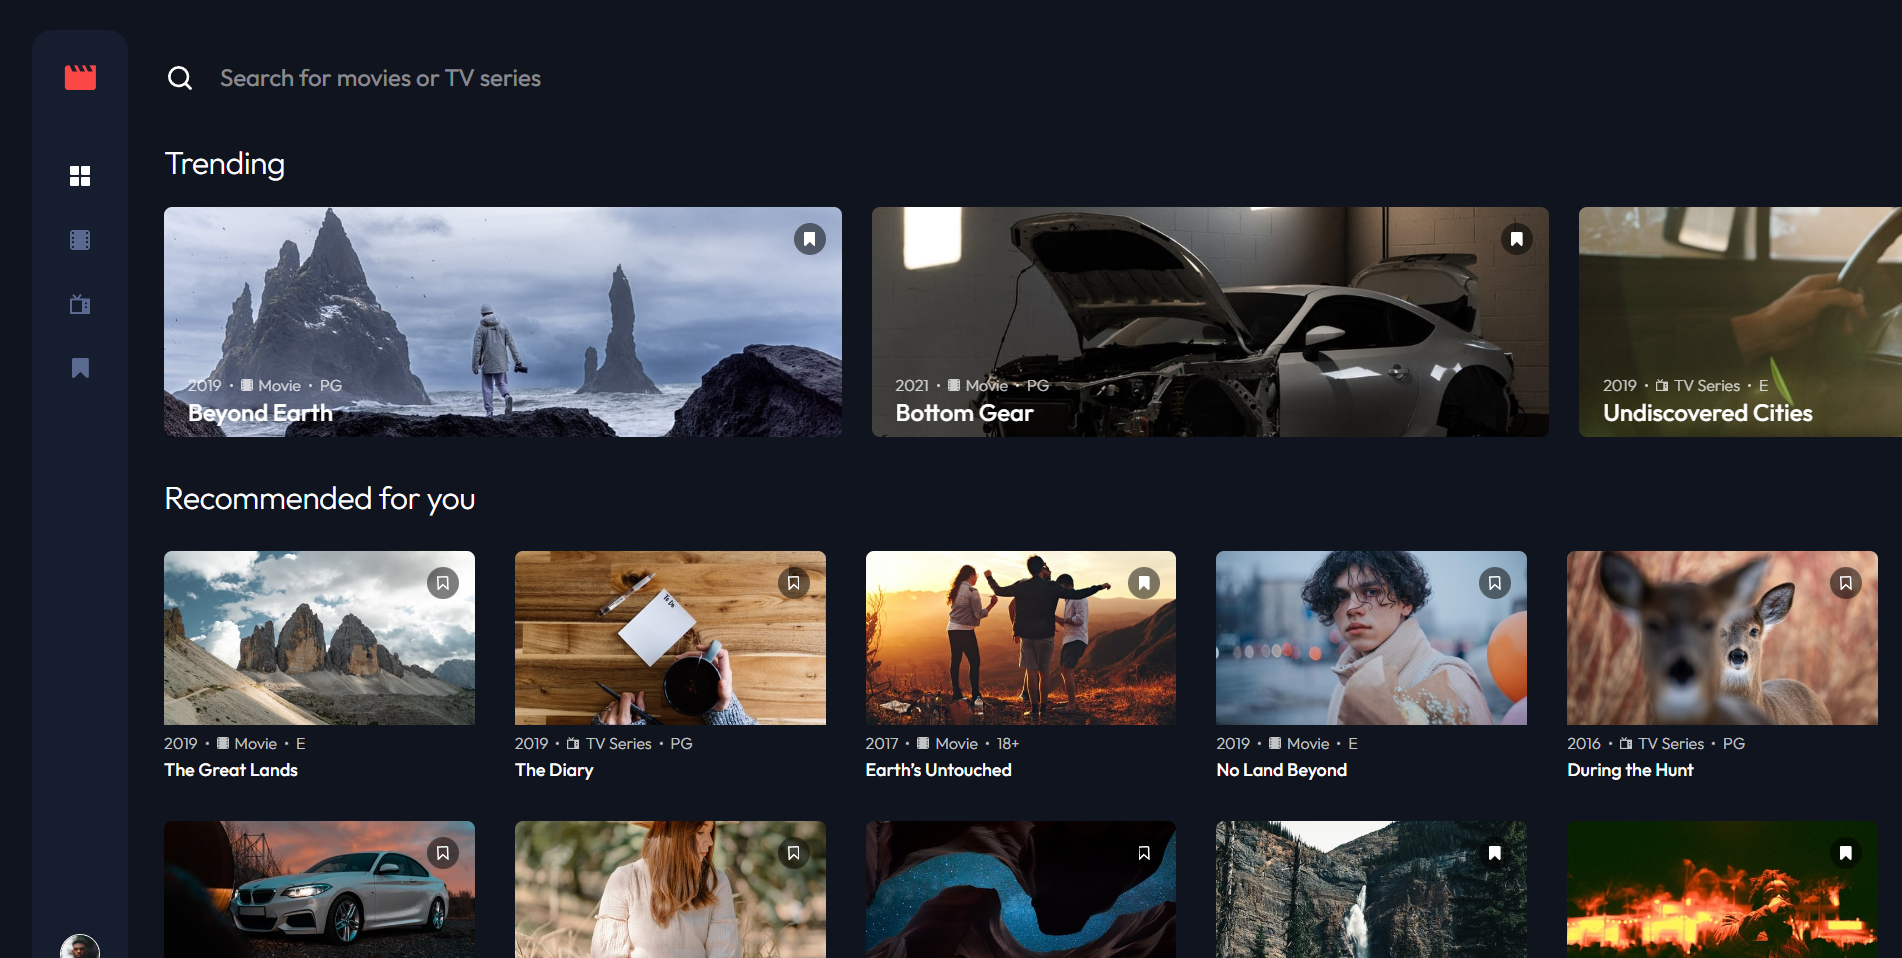 Search for movies or TV series
Trending
2019 • Movie • PG
Beyond Earth
2021 • Movie • PG
Bottom Gear
2019 • TV Series • E
Undiscovered Cities
Recommended for you
To Do
2019 • Movie • E
The Great Lands
2019 • TV Series • PG
The Diary
2017 • Movie • 18+
Earth’s Untouched
2019 • Movie • E
No Land Beyond
2016 • TV Series • PG
During the Hunt